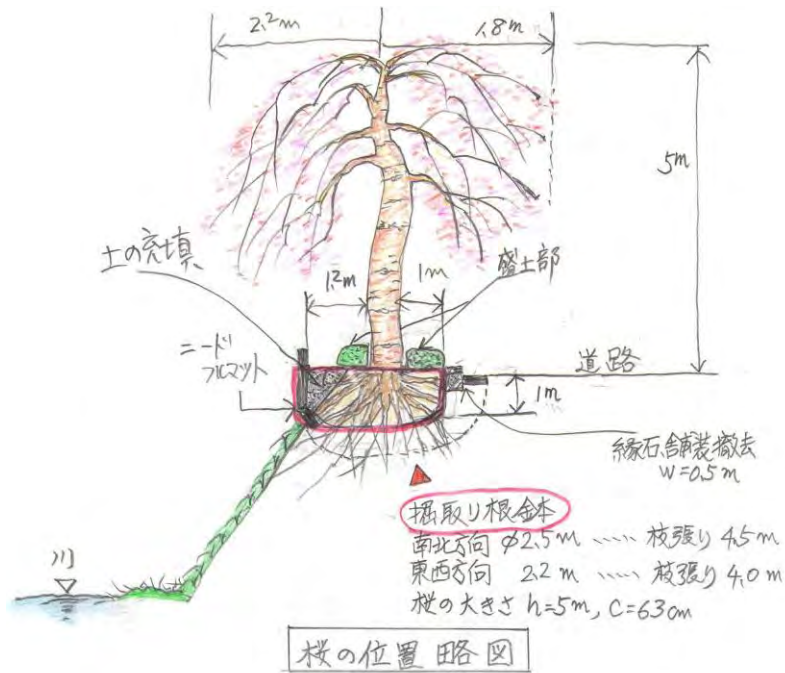 2.2m
1.8m
5m
土の充填
1.2m
1m
盛土部
ニード
フルマット
道路
1m
縁石、舗装撤去
W=0.5m
掘取り根鉢
南北方向 φ2.5m ‥‥ 枝張り 4.5m
東西方向 2.2m ‥‥ 枝張り 4.0m
桜の大きさ h=5m, C=63cm
川
桜の位置略図